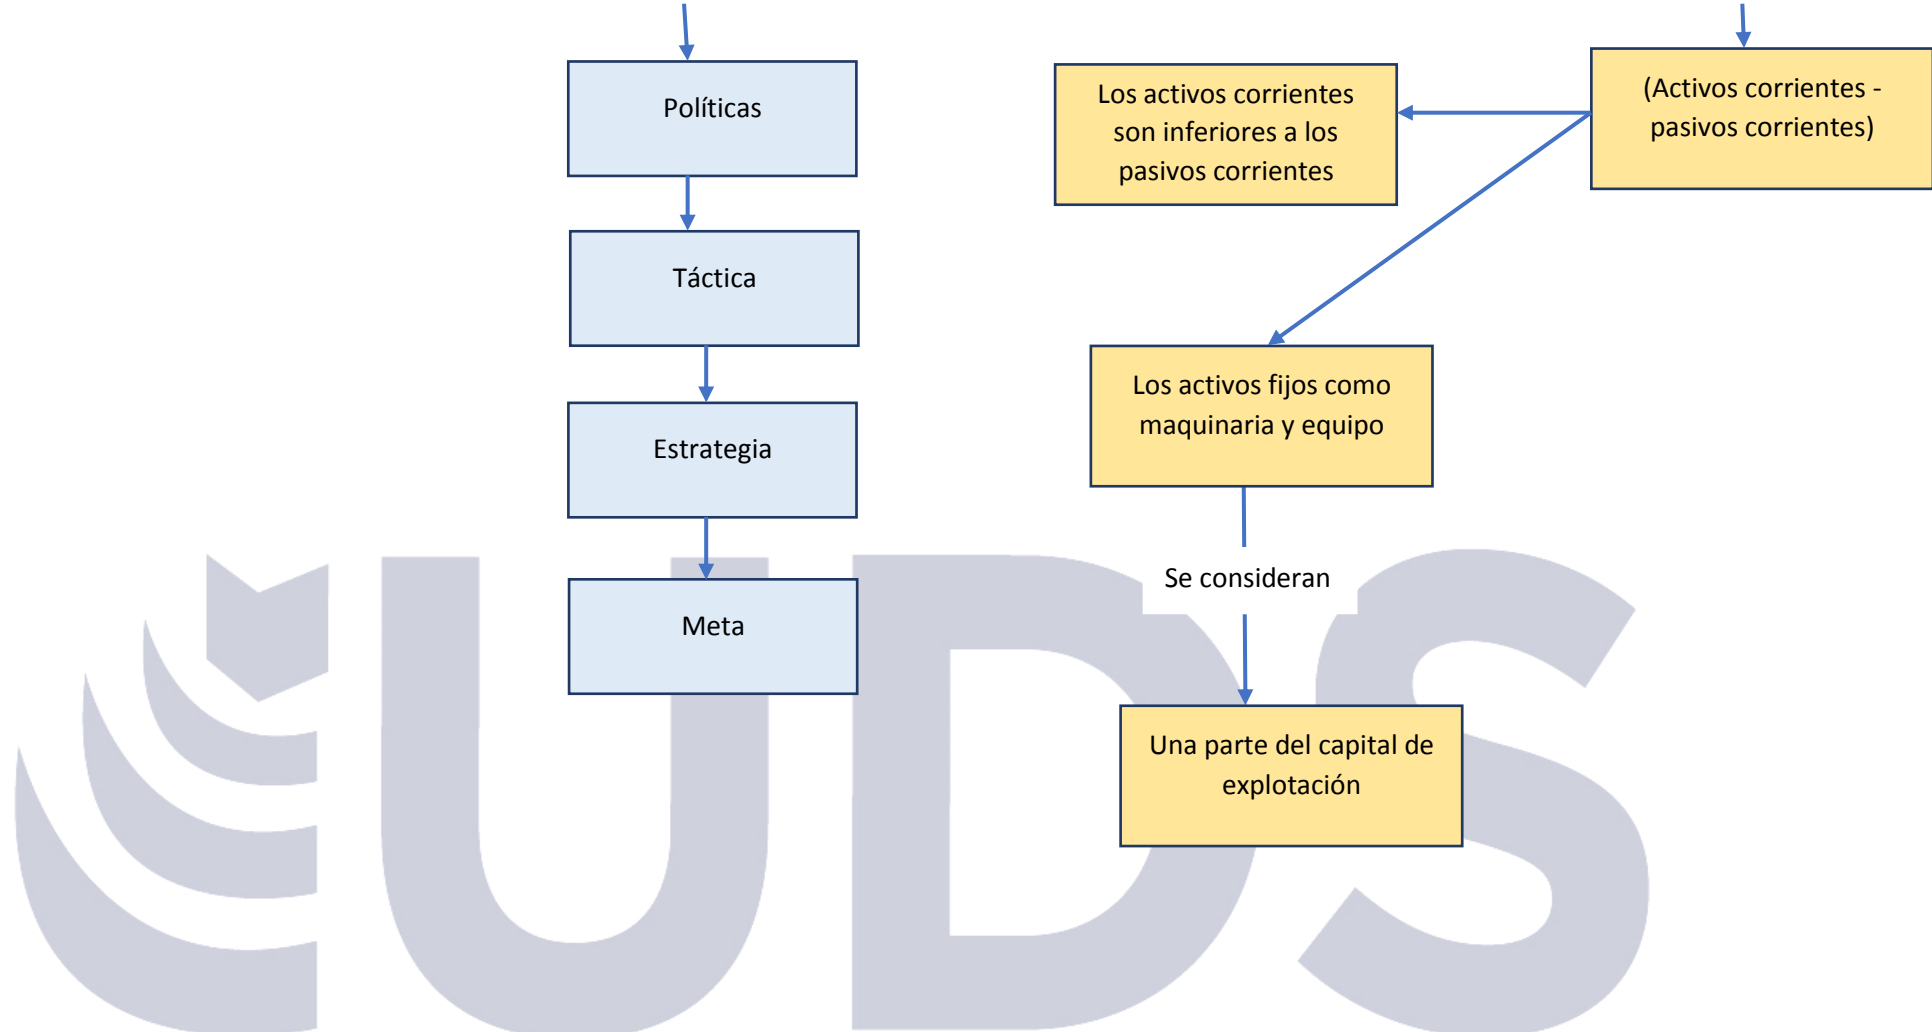 Políticas
Táctica
Estrategia
Meta
Los activos corrientes
son inferiores a los
pasivos corrientes
(Activos corrientes -
pasivos corrientes)
Los activos fijos como
maquinaria y equipo
Se consideran
Una parte del capital de
explotación
UDS